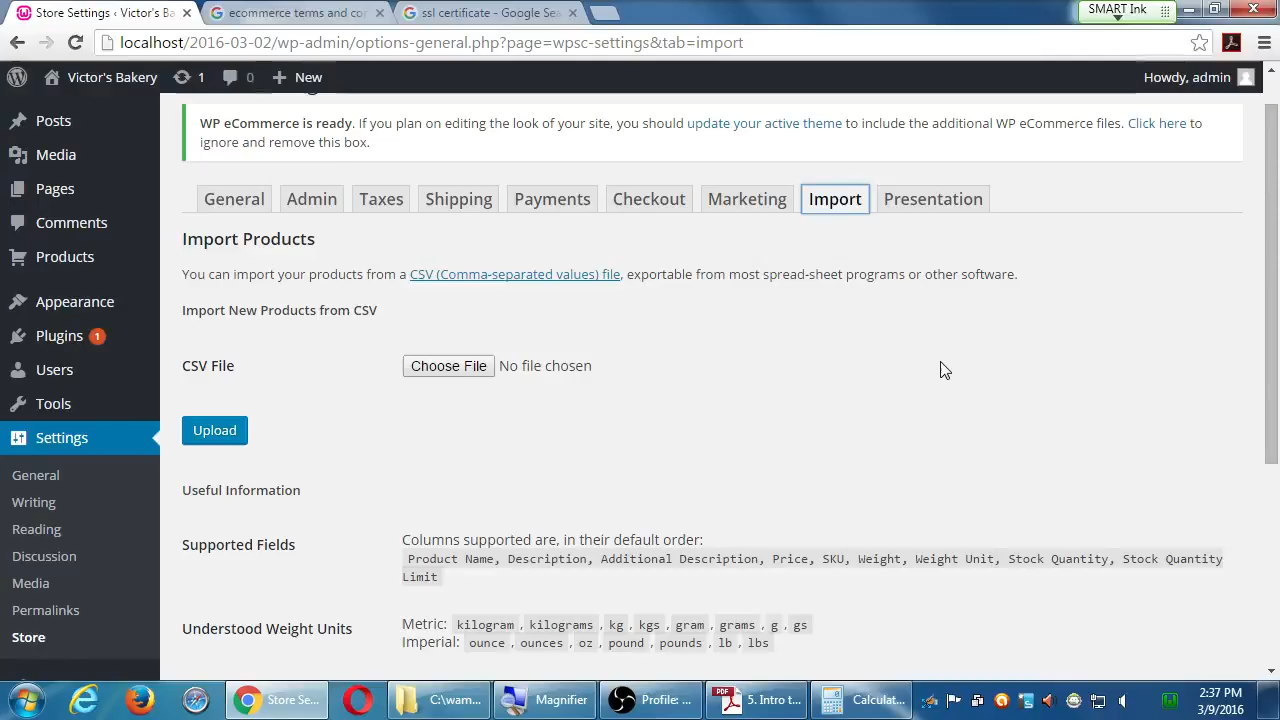 Store Settings ‹ Victor's Ba
ecommerce terms and co
ssl certificate - Google Sea
SMART Ink
localhost/2016-03-02/wp-admin/options-general.php?page=wpsc-settings&tab=import
Victor's Bakery 1 0 New Howdy, admin
Posts
Media
Pages
Comments
Products
Appearance
Plugins 1
Users
Tools
Settings
General
Writing
Reading
Discussion
Media
Permalinks
Store
WP eCommerce is ready. If you plan on editing the look of your site, you should update your active theme to include the additional WP eCommerce files. Click here to
ignore and remove this box.
General Admin Taxes Shipping Payments Checkout Marketing Import Presentation
Import Products
You can import your products from a CSV (Comma-separated values) file, exportable from most spread-sheet programs or other software.
Import New Products from CSV
CSV File Choose File No file chosen
Upload
Useful Information
Supported Fields
Columns supported are, in their default order:
Product Name, Description, Additional Description, Price, SKU, Weight, Weight Unit, Stock Quantity, Stock Quantity
Limit
Understood Weight Units
Metric: kilogram , kilograms , kg , kgs , gram , grams , g , gs
Imperial: ounce , ounces , oz , pound , pounds , lb , lbs
Store Se...
C:\wam...
Magnifier
Profile: ...
PDF
5. Intro t...
Calculat...
2:37 PM
3/9/2016